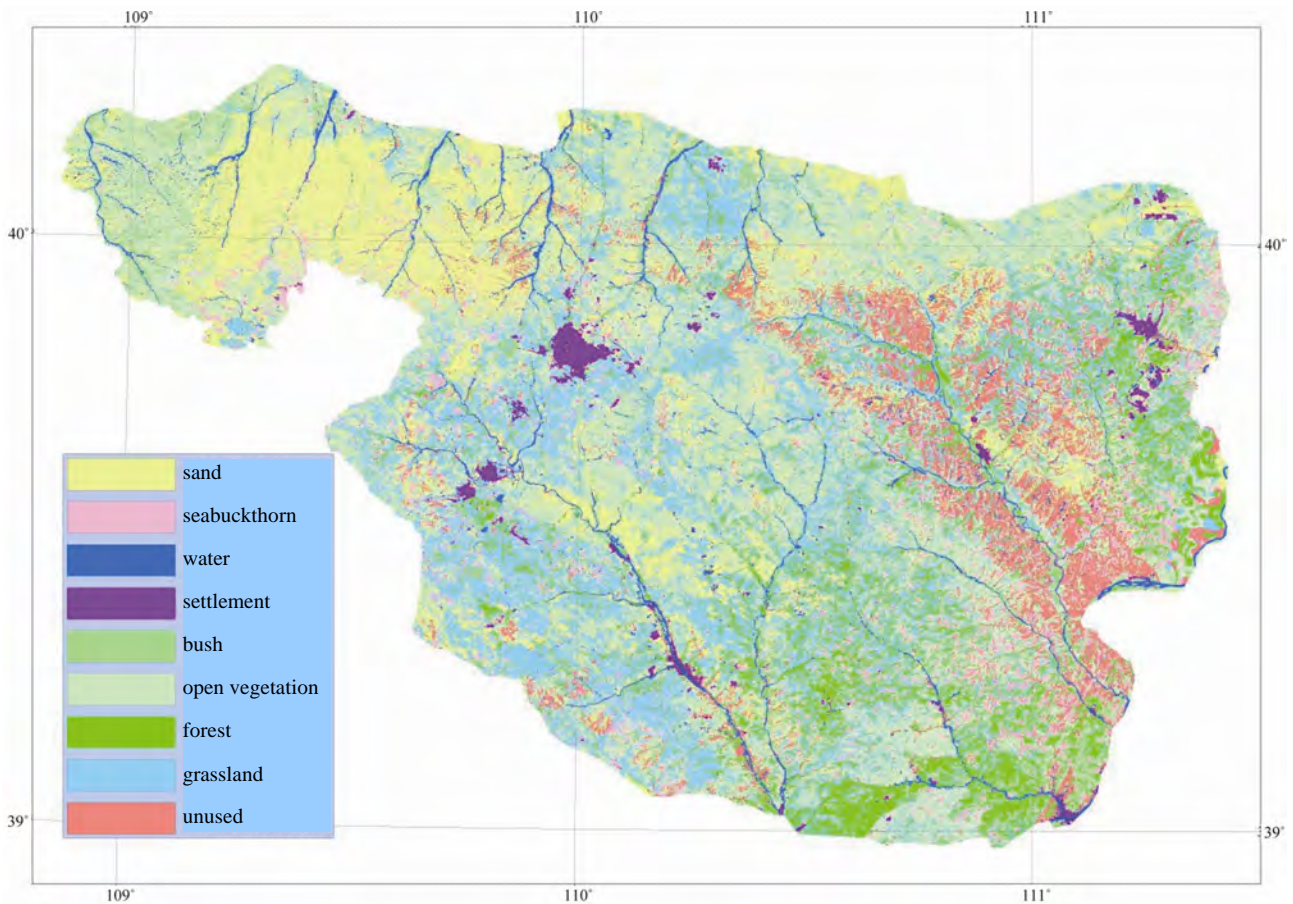 109° 110° 111°
40° 40°
sand
seabuckthorn
water
settlement
bush
open vegetation
forest
grassland
unused
39° 39°
109° 110° 111°